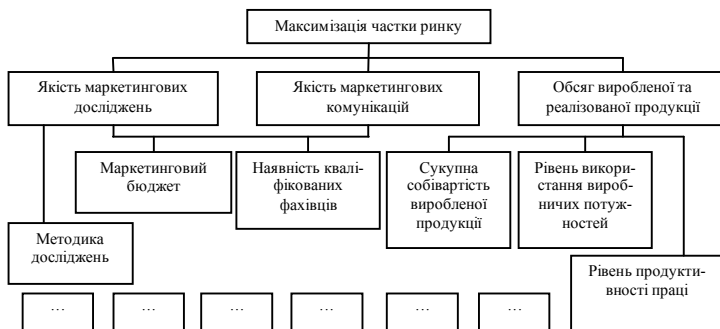 Максимізація частки ринку
Якість маркетингових
досліджень
Якість маркетингових
комунікацій
Обсяг виробленої та
реалізованої продукції
Маркетинговий
бюджет
Наявність квалі-
фікованих
фахівців
Сукупна
собівартість
виробленої
продукції
Рівень викори-
стання вироб-
ничих потуж-
ностей
Методика
досліджень
Рівень продукти-
вності праці
…
…
…
…
…
…